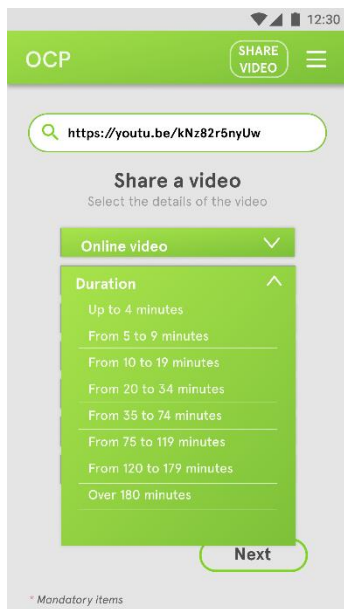 12:30
OCP
SHARE
VIDEO
https://youtu.be/kNz82r5nyUw
Share a video
Select the details of the video
Online video
Duration
Up to 4 minutes
From 5 to 9 minutes
From 10 to 19 minutes
From 20 to 34 minutes
From 35 to 74 minutes
From 75 to 119 minutes
From 120 to 179 minutes
Over 180 minutes
Next
* Mandatory items